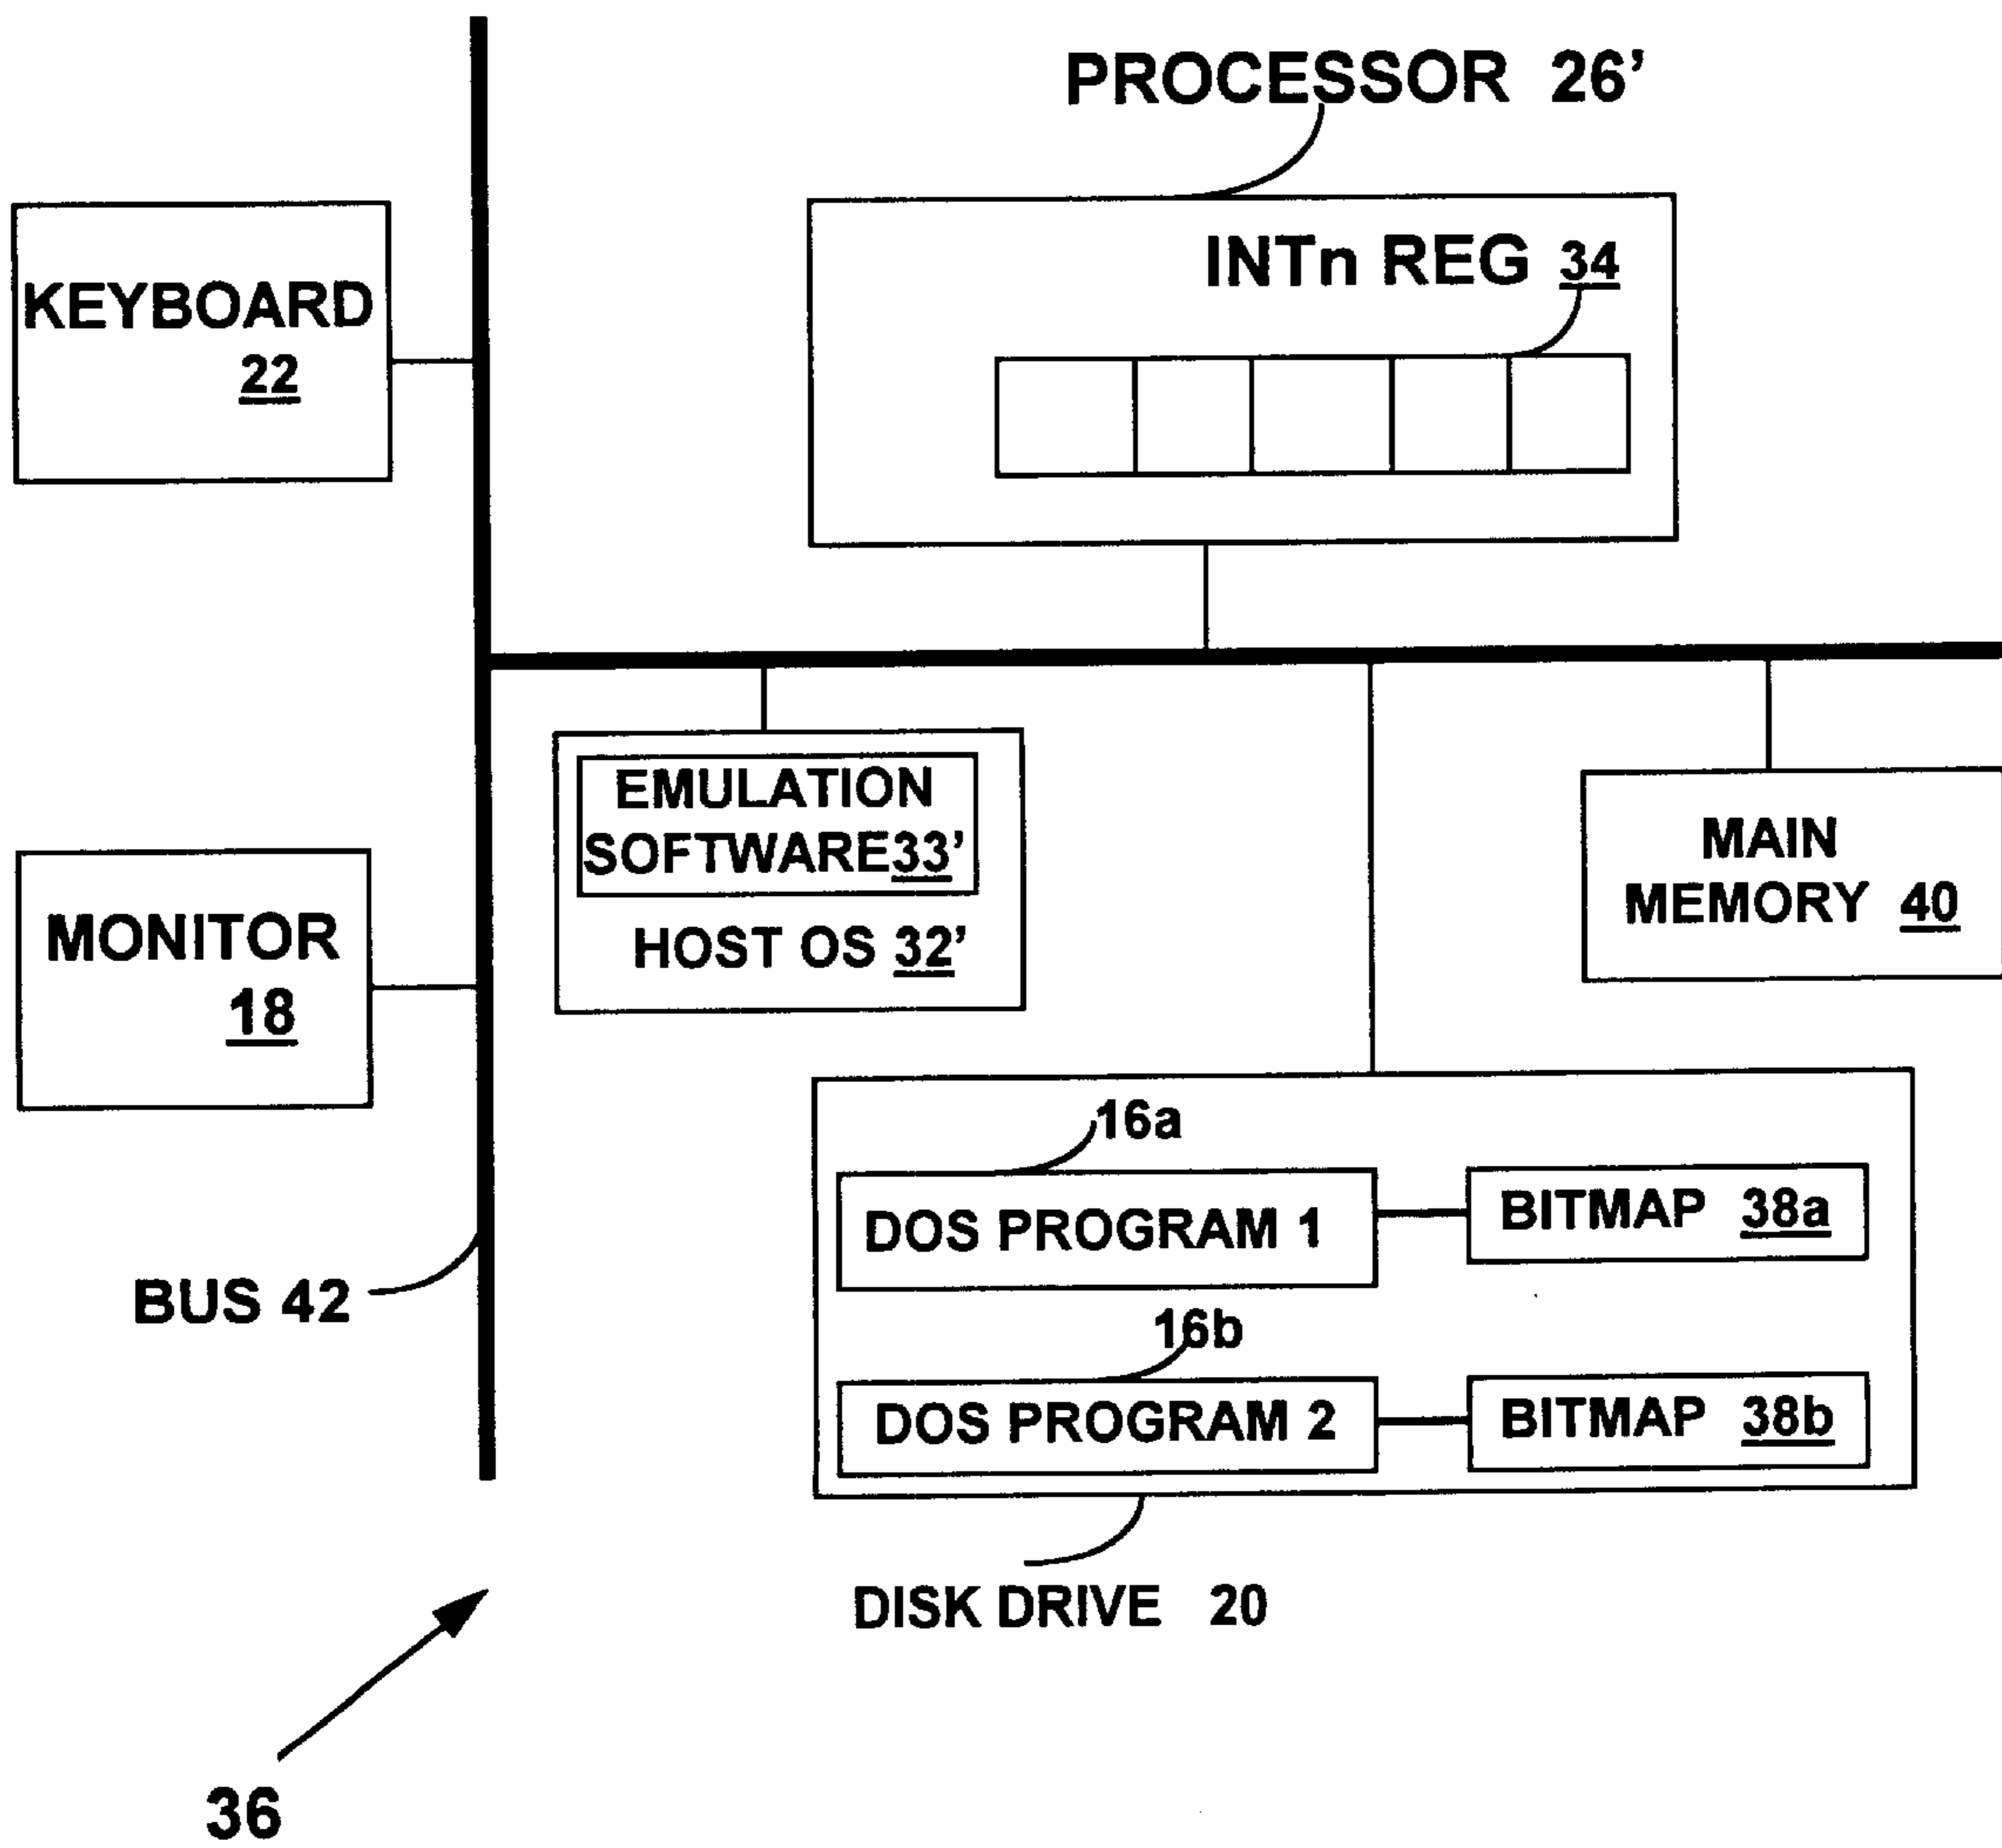 PROCESSOR 26'
INTn REG 34
KEYBOARD
22
EMULATION
SOFTWARE33'
HOST OS 32'
MAIN
MEMORY 40
MONITOR
18
BUS 42
16a
DOS PROGRAM 1
BITMAP 38a
16b
DOS PROGRAM 2
BITMAP 38b
DISK DRIVE 20
36